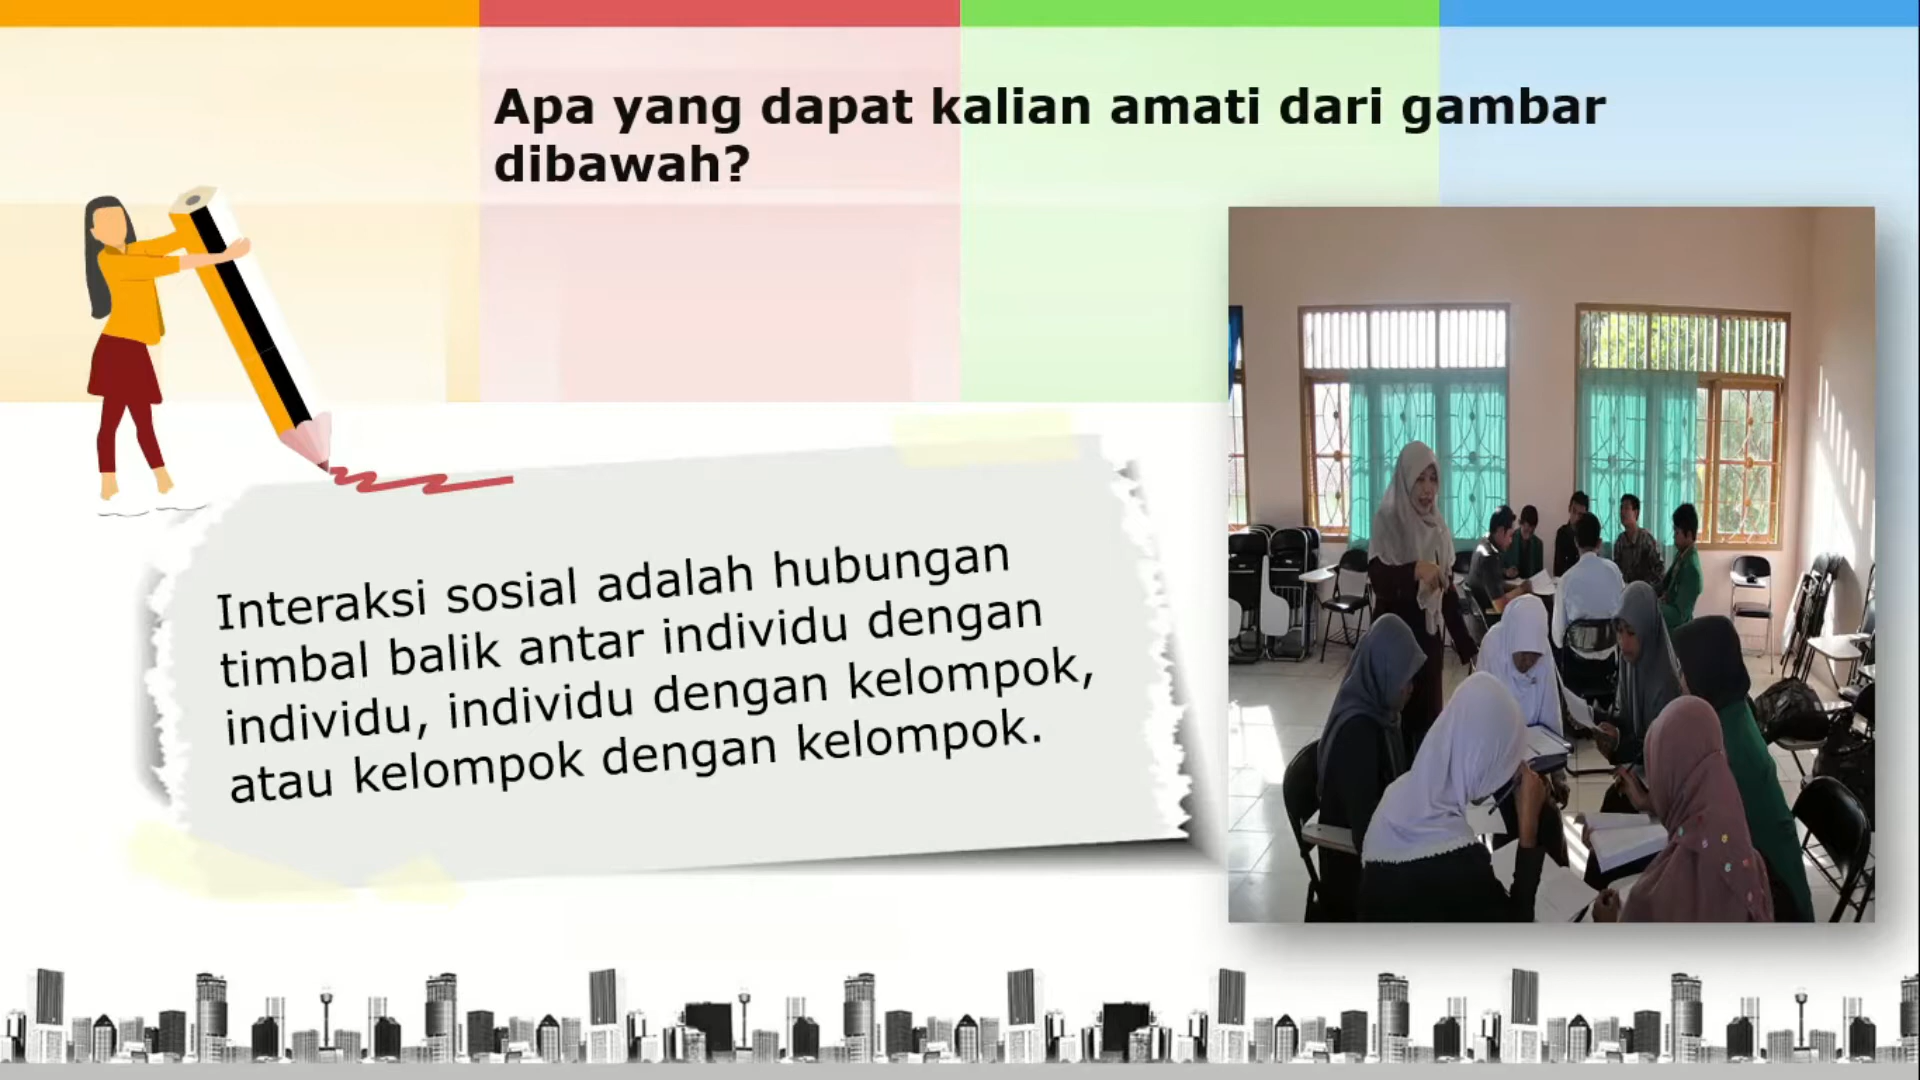 Apa yang dapat kalian amati dari gambar
dibawah?
Interaksi sosial adalah hubungan
timbal balik antar individu dengan
individu, individu dengan kelompok,
atau kelompok dengan kelompok.